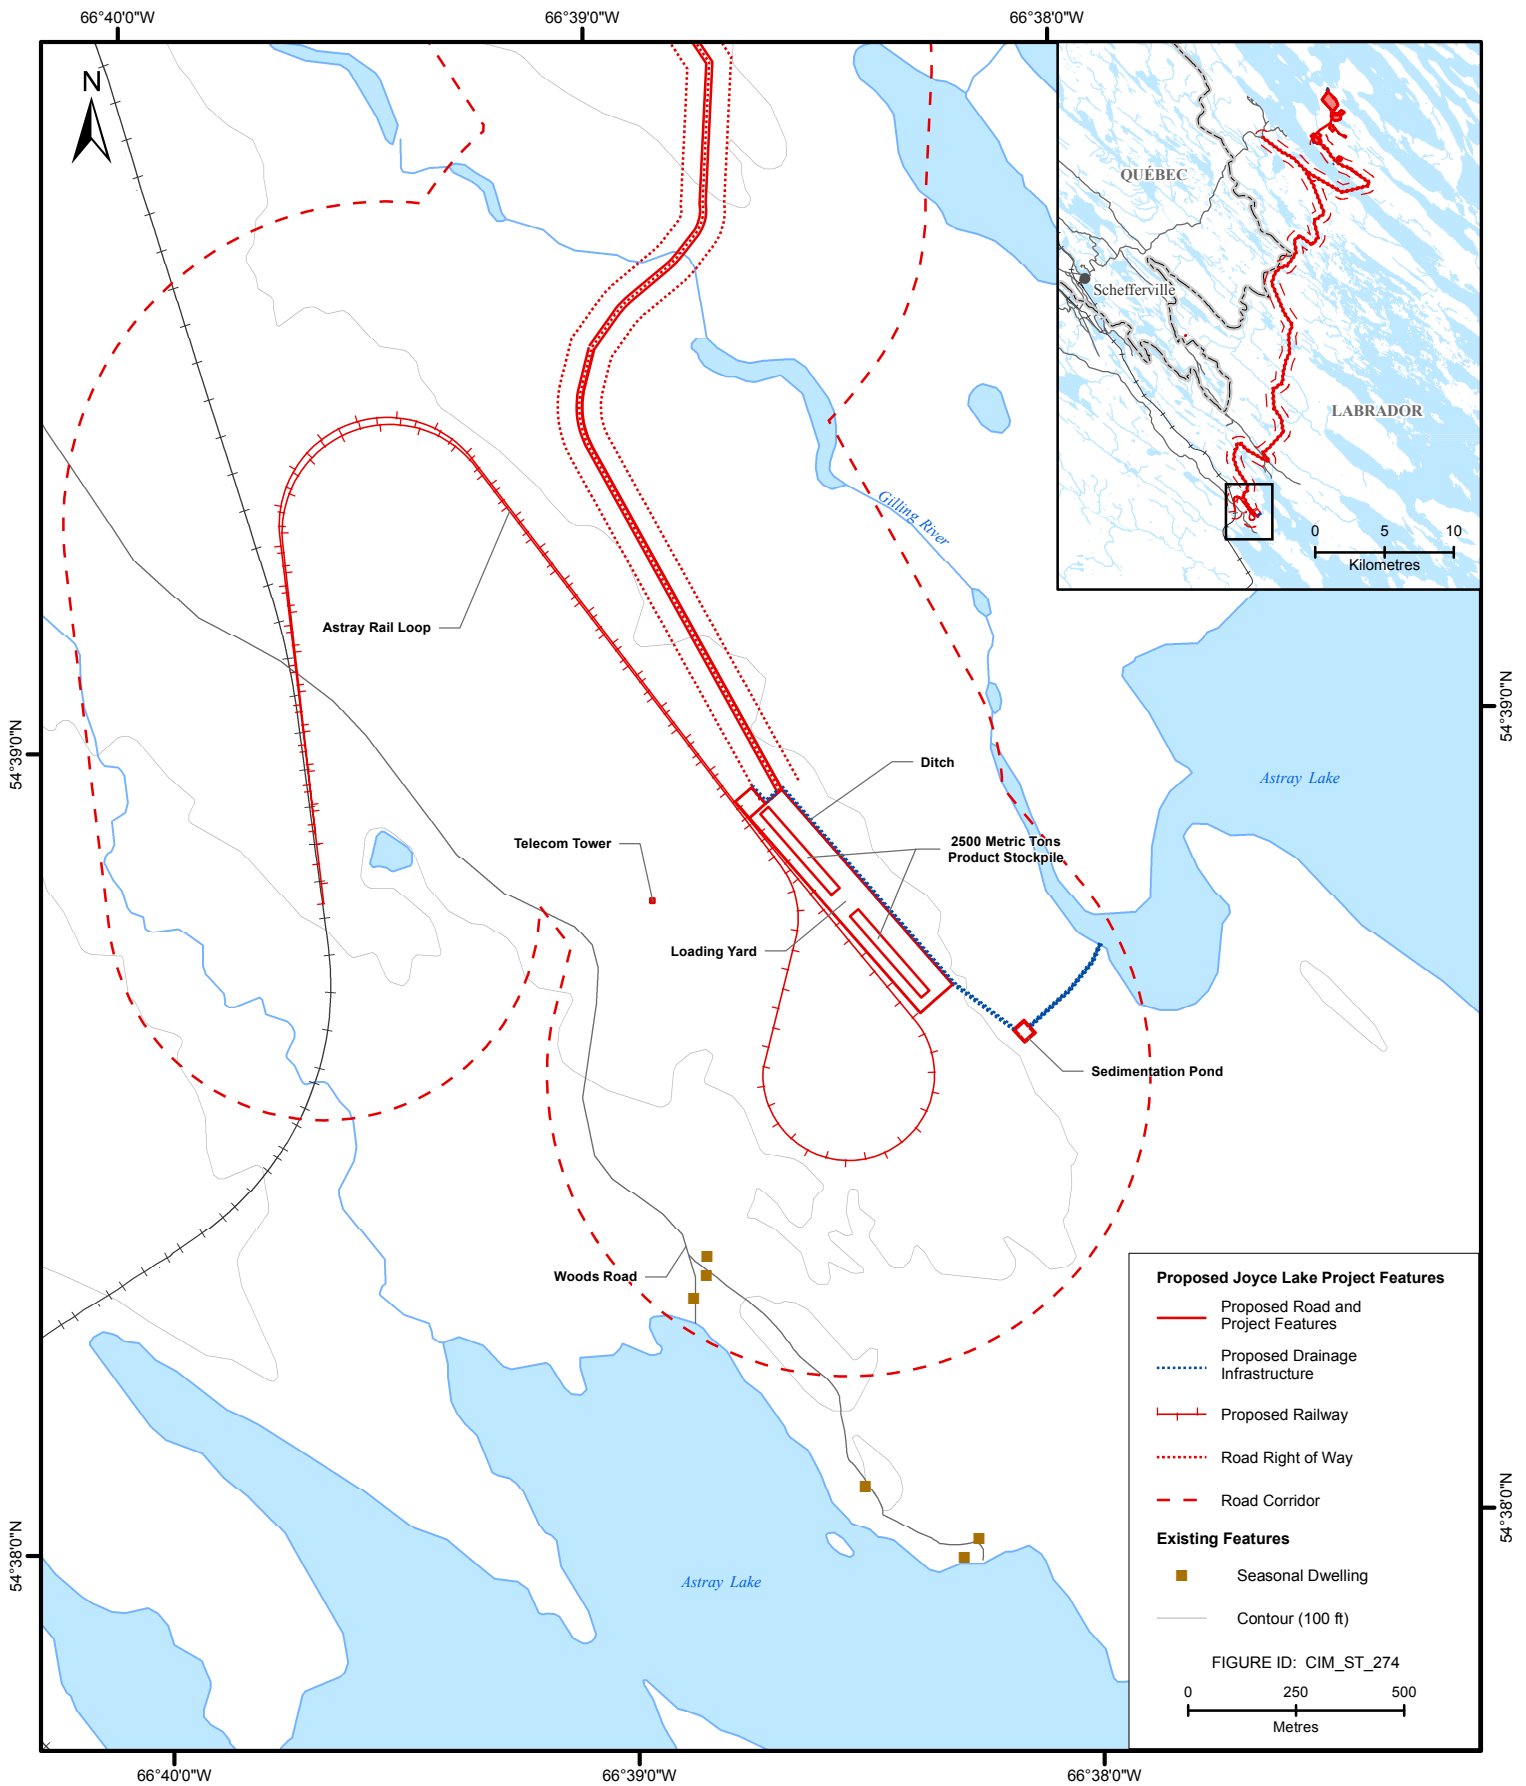 66°40'0"W
66°39'0"W
66°38'0"W
N
QUÉBEC
Schefferville
LABRADOR
0 5 10
Kilometres
Gilling River
Astray Rail Loop
54°39'0"N
54°39'0"N
Ditch
Astray Lake
Telecom Tower
2500 Metric Tons
Product Stockpile
Loading Yard
Sedimentation Pond
Woods Road
Proposed Joyce Lake Project Features
Proposed Road and
Project Features
Proposed Drainage
Infrastructure
Proposed Railway
Road Right of Way
Road Corridor
Existing Features
Seasonal Dwelling
Contour (100 ft)
FIGURE ID: CIM_ST_274
0 250 500
Metres
54°38'0"N
54°38'0"N
Astray Lake
66°40'0"W
66°39'0"W
66°38'0"W